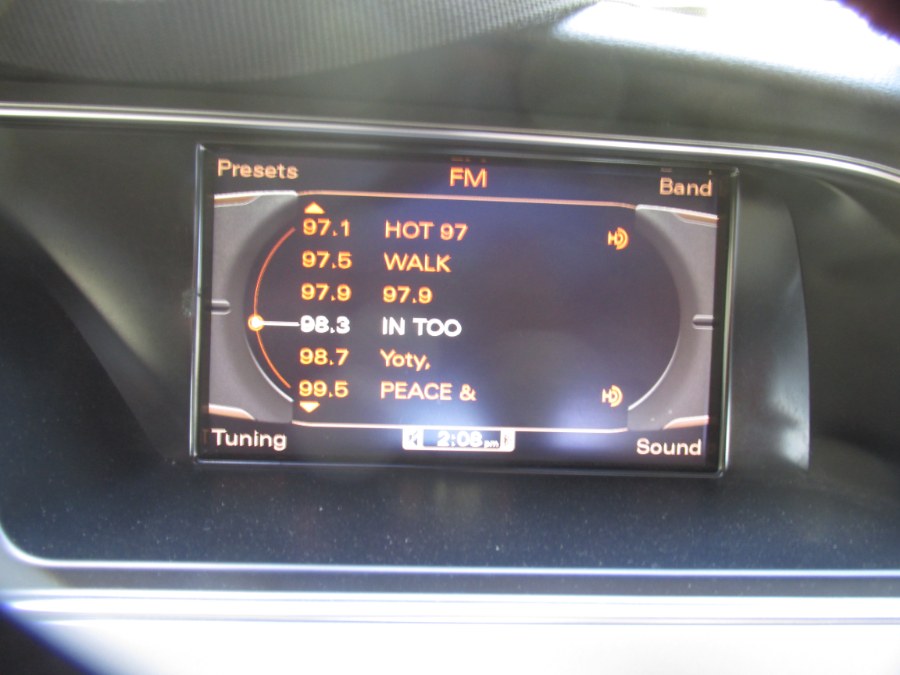 Presets FM Band
97.1 HOT 97
97.5 WALK
97.9 97.9
98.3 IN TOO
98.7 Yoty,
99.5 PEACE &
Tuning 2:08 pm Sound